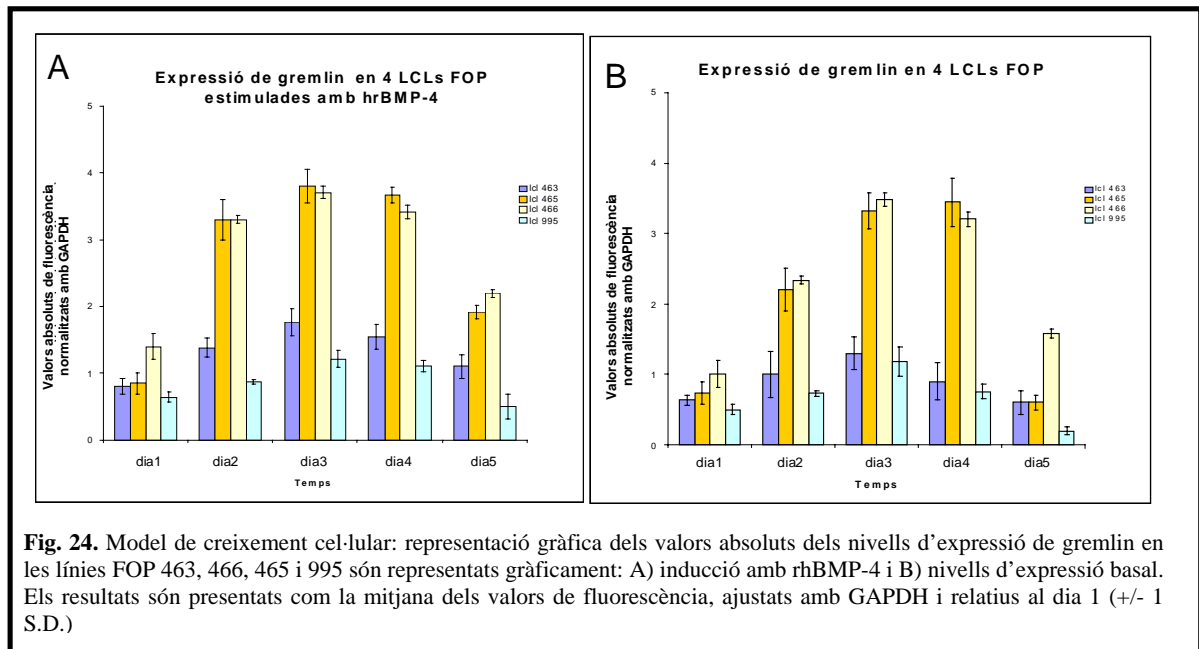 A
Expressió de gremlin en 4 LCLs FOP
estimulades amb hrBMP-4
Valors absoluts de fluorescència
normalitzats amb GAPDH
5
4
3
2
1
0
dia1 dia2 dia3 dia4 dia5
Temps
lcl 463
lcl 465
lcl 466
lcl 995
B
Expressió de gremlin en 4 LCLs FOP
Valors absoluts de fluorescència
normalitzats amb GAPDH
5
4
3
2
1
0
dia1 dia2 dia3 dia4 dia5
Temps
lcl 463
lcl 465
lcl 466
lcl 995
Fig. 24. Model de creixement cel·lular: representació gràfica dels valors absoluts dels nivells d'expressió de gremlin en
les línies FOP 463, 466, 465 i 995 són representats gràficament: A) inducció amb rhBMP-4 i B) nivells d'expressió basal.
Els resultats són presentats com la mitjana dels valors de fluorescència, ajustats amb GAPDH i relatius al dia 1 (+/- 1
S.D.)